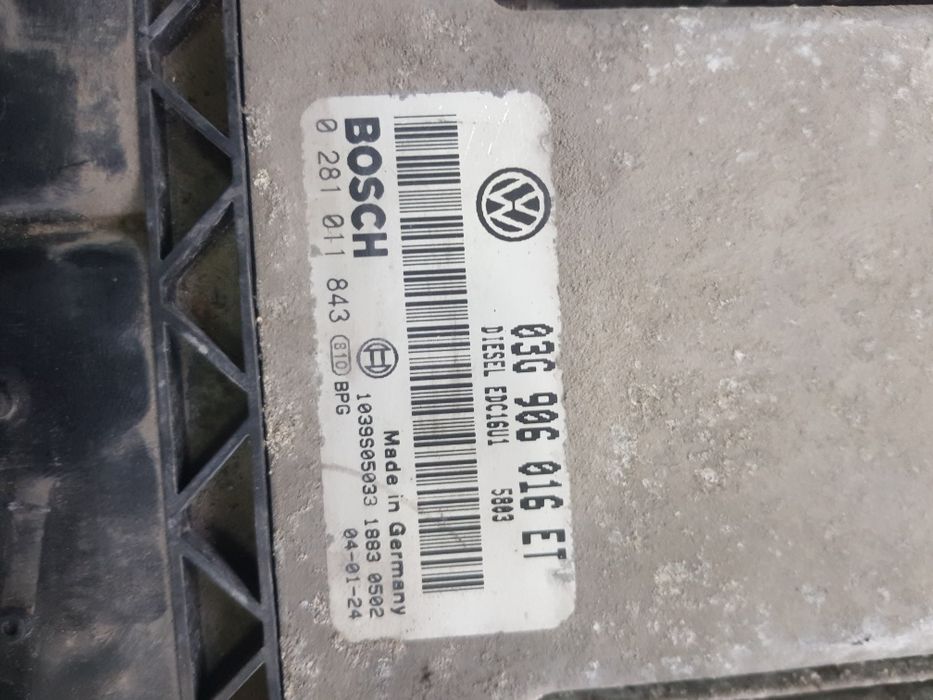 03G 906 016 ET
DIESEL EDC16U1 5803
Made in Germany
BOSCH
1039S05033 1883 0502
0 281 011 843 810 BPG 04-01-24